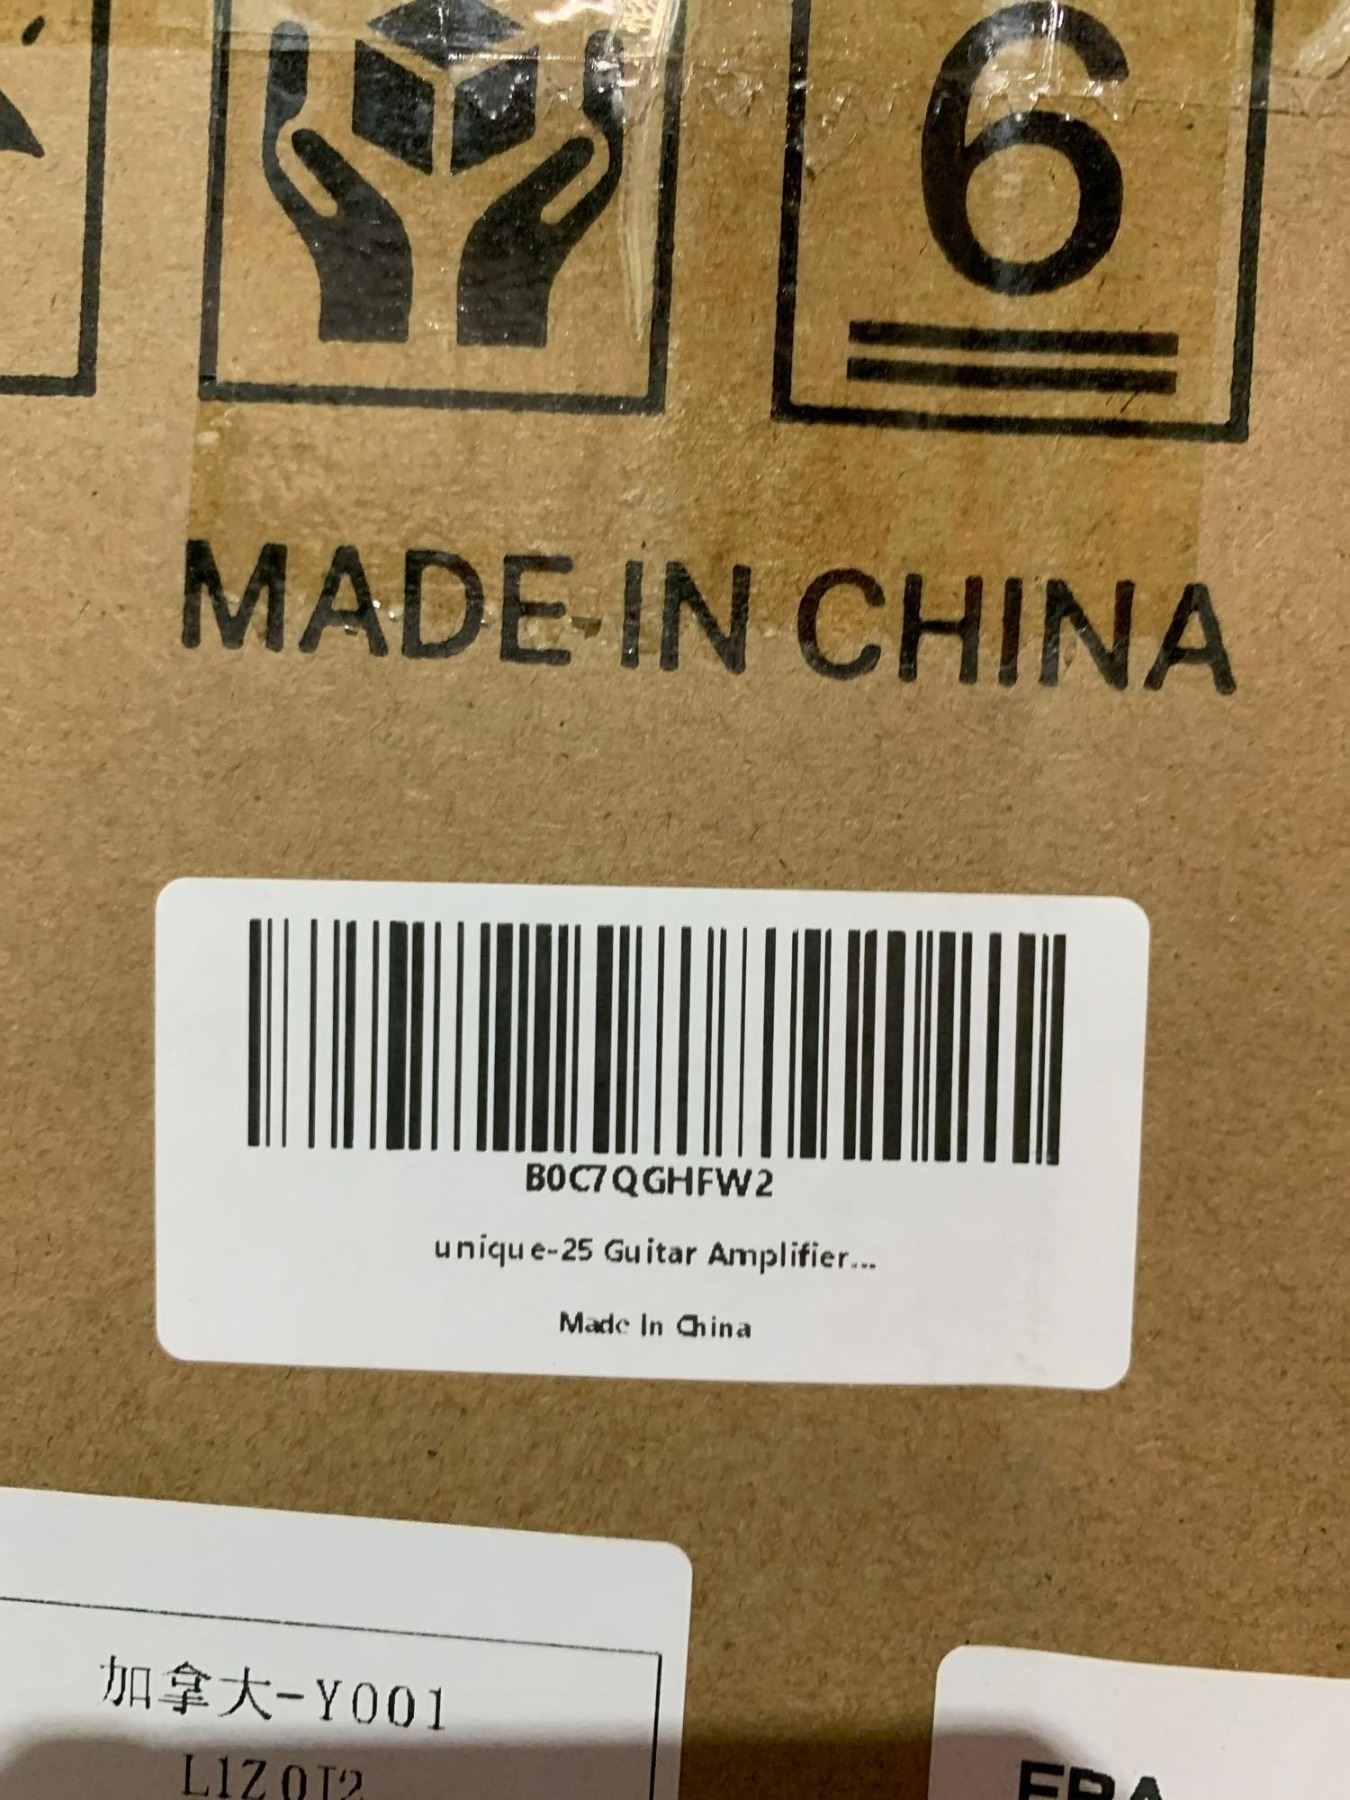 6
MADE IN CHINA
B0C7QGHFW2
unique-25 Guitar Amplifier...
Made In China
加拿大-Y001